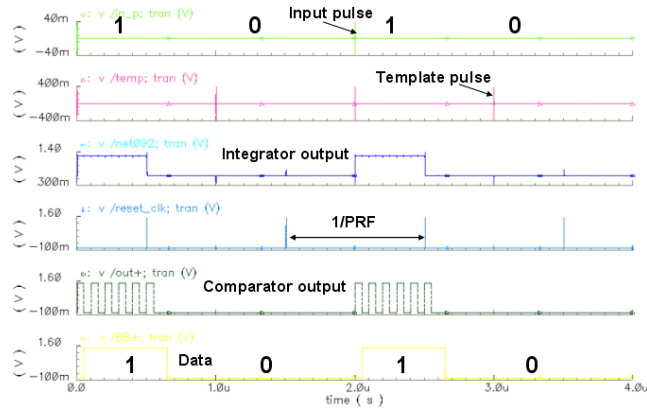 : v /in_p; tran (V)
Input pulse
40m
-40m
(V)
1 0 1 0
: v /temp; tran (V)
Template pulse
400m
-400m
(V)
: v /net092; tran (V)
Integrator output
1.40
300m
(V)
: v /reset_clk; tran (V)
1/PRF
1.60
-100m
(V)
: v /out+; tran (V)
Comparator output
1.60
-100m
(V)
: v /BB+; tran (V)
Data
1.60
-100m
(V)
1 0 1 0
0.0 1.0u 2.0u 3.0u 4.0u
time ( s )